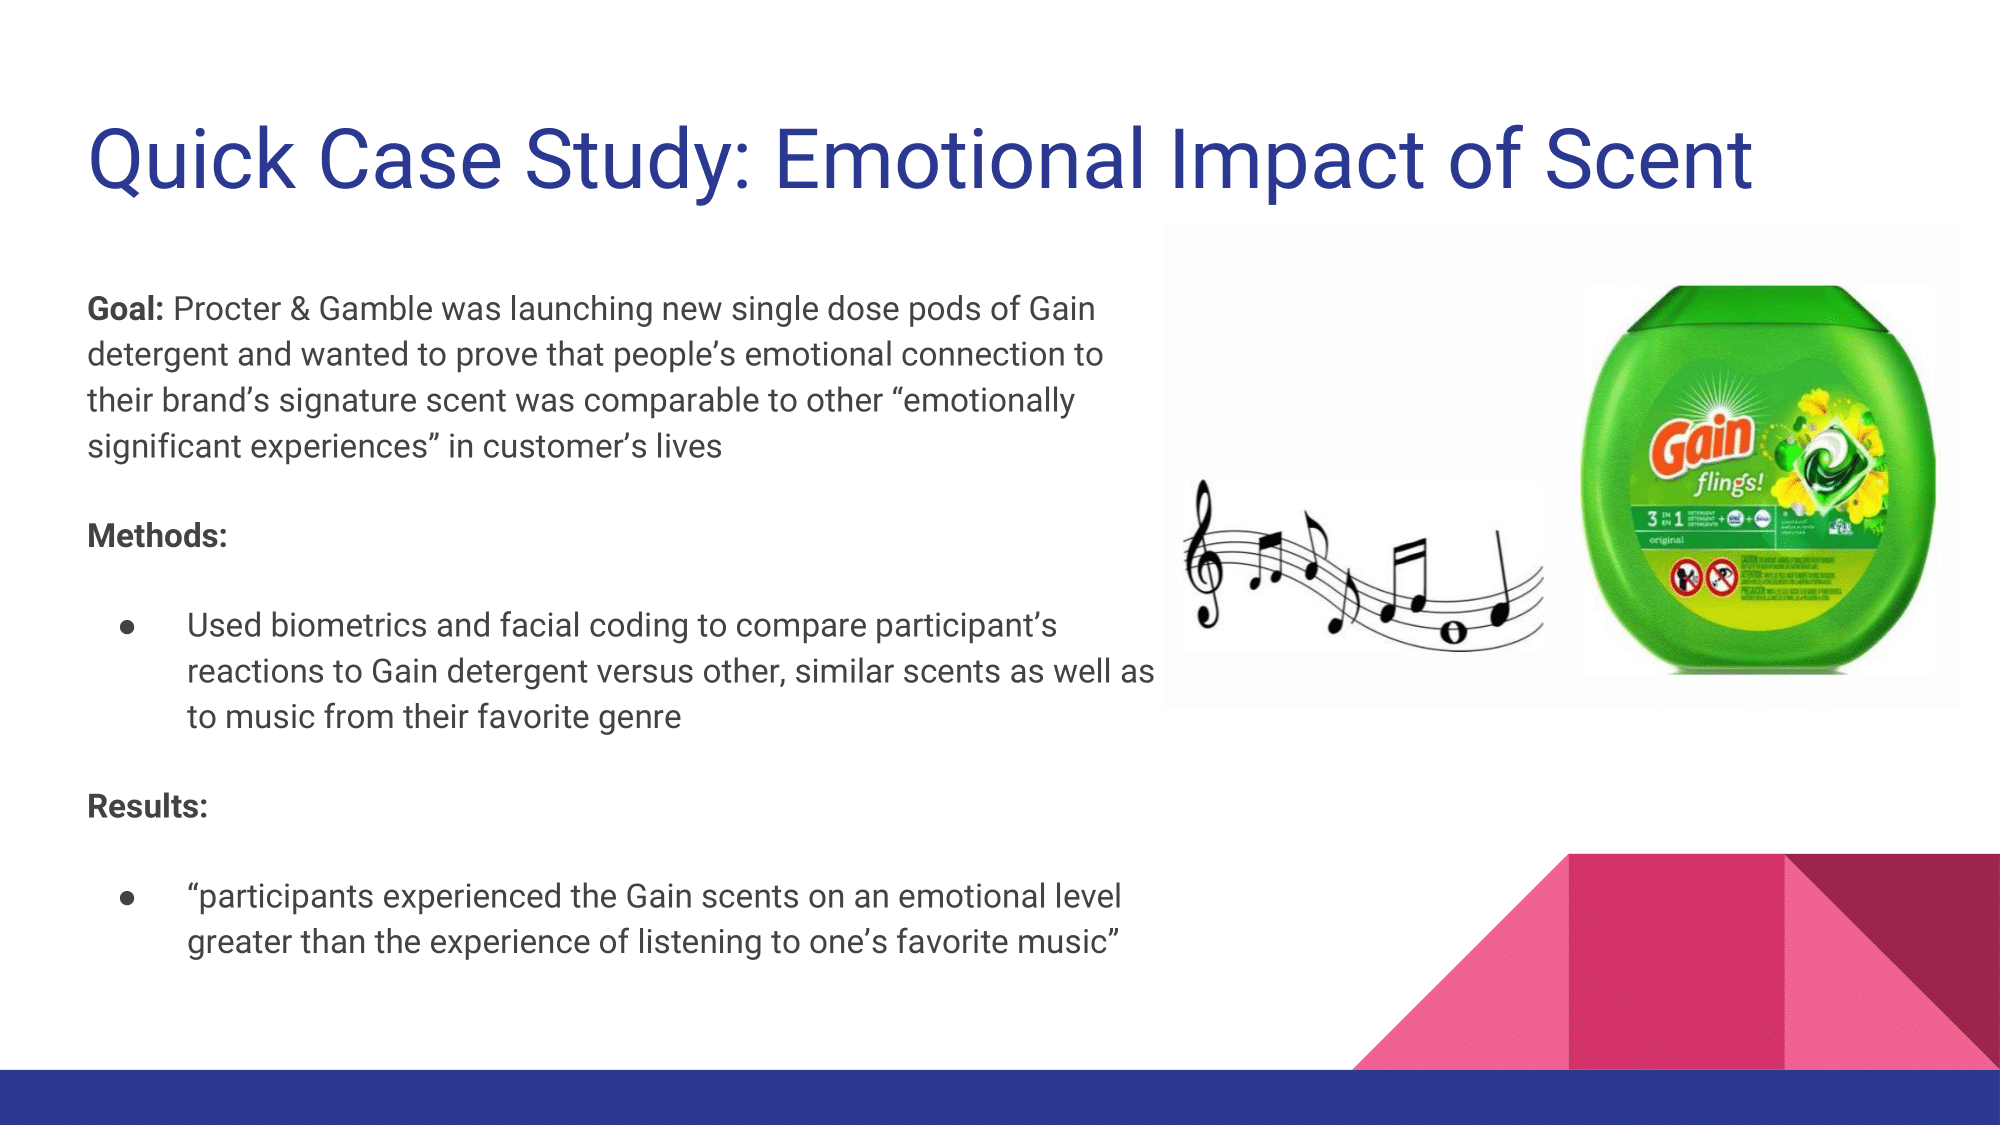 Quick Case Study: Emotional Impact of Scent
Goal: Procter & Gamble was launching new single dose pods of Gain
detergent and wanted to prove that people’s emotional connection to
their brand’s signature scent was comparable to other “emotionally
significant experiences” in customer’s lives
Methods:
● Used biometrics and facial coding to compare participant’s
reactions to Gain detergent versus other, similar scents as well as
to music from their favorite genre
Results:
● “participants experienced the Gain scents on an emotional level
greater than the experience of listening to one’s favorite music”
Gain
flings!
3 IN EN 1
original